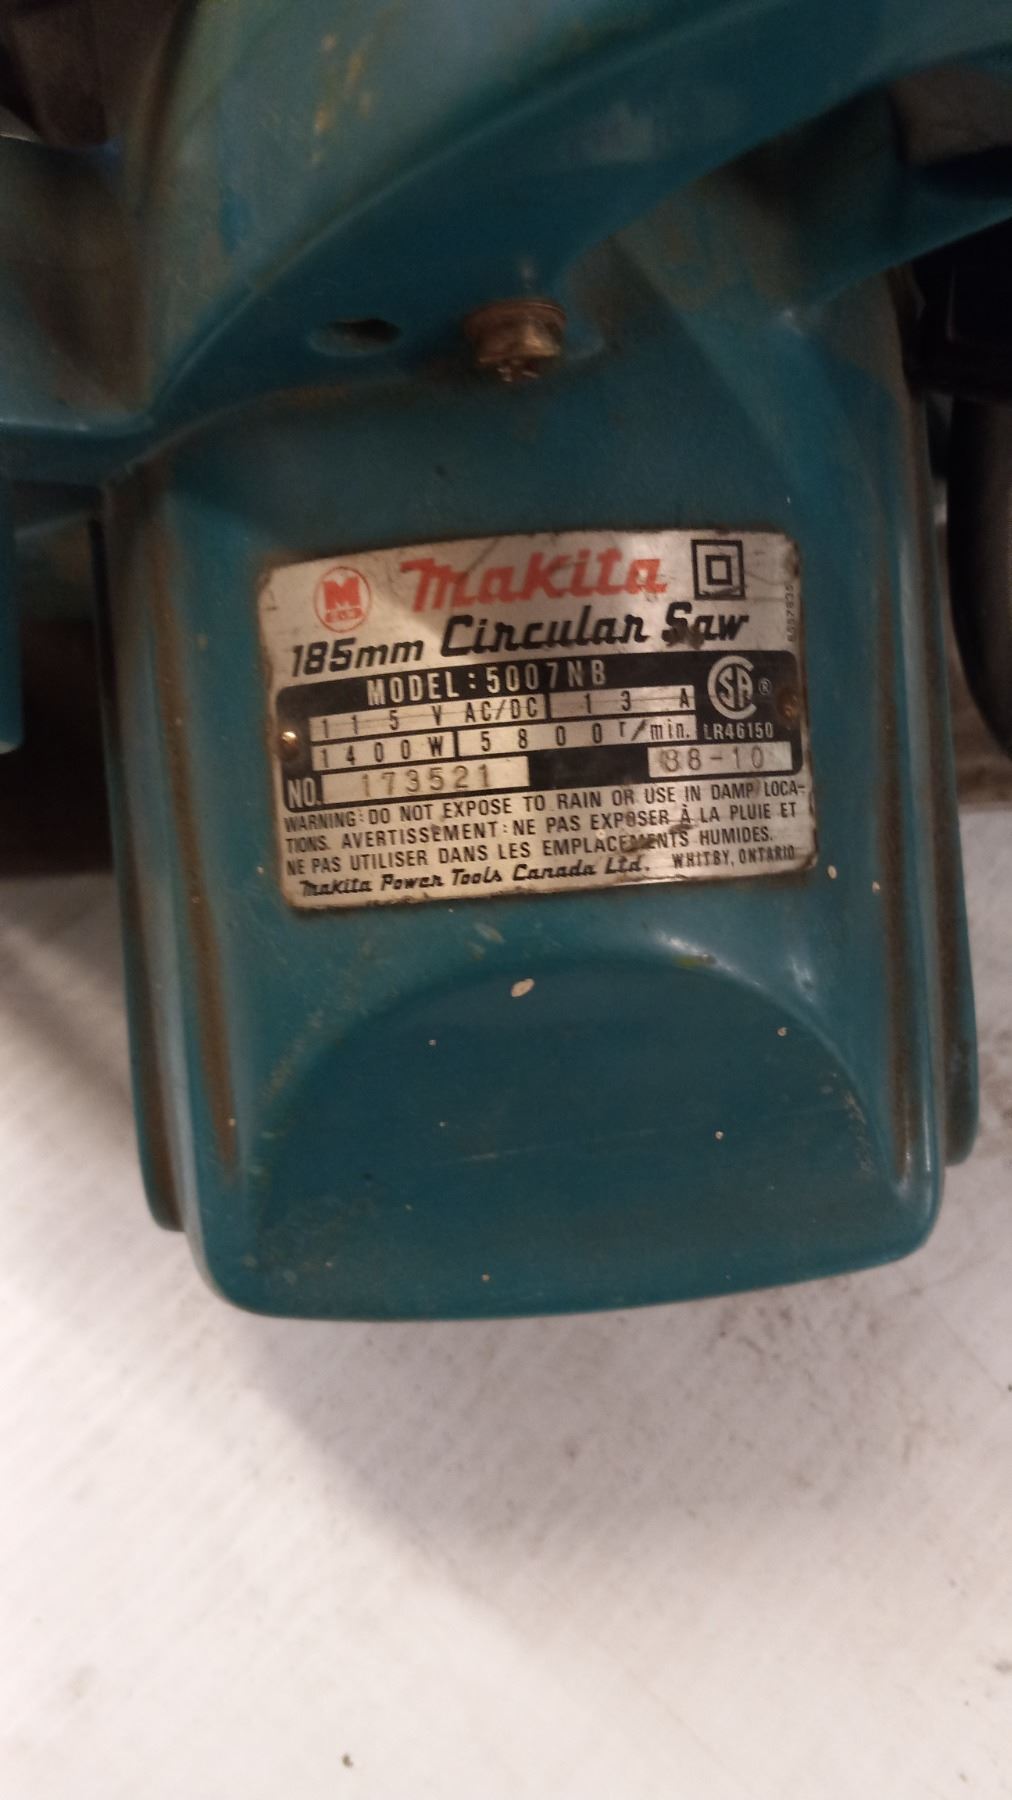 M Makita
185mm Circular Saw
MODEL: 5007NB
115 V AC/DC 13 A
1400W 5800 r/min. LR46150
NO. 173521 88-10
WARNING: DO NOT EXPOSE TO RAIN OR USE IN DAMP LOCA-
TIONS. AVERTISSEMENT: NE PAS EXPOSER À LA PLUIE ET
NE PAS UTILISER DANS LES EMPLACEMENTS HUMIDES.
Makita Power Tools Canada Ltd. WHITBY, ONTARIO
CSA ®